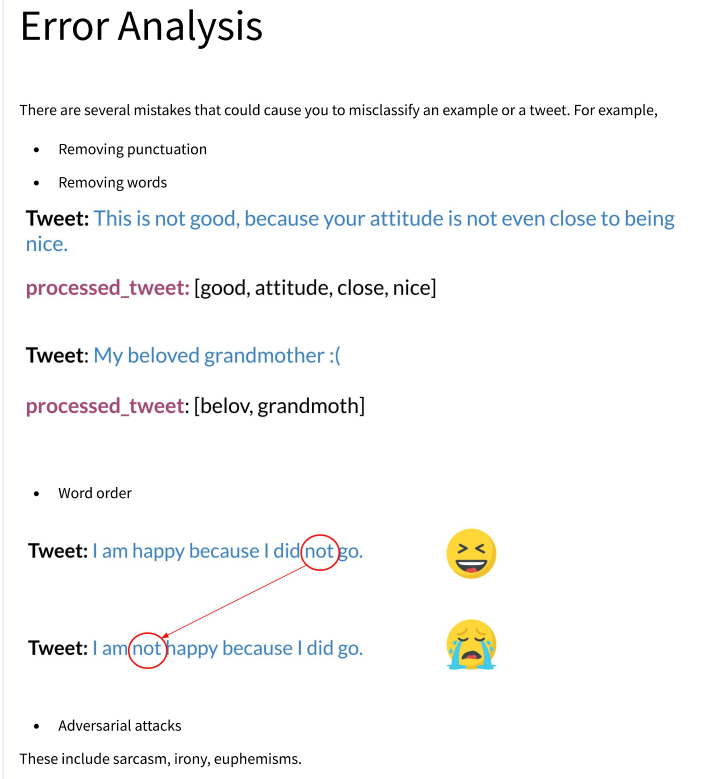 Error Analysis
There are several mistakes that could cause you to misclassify an example or a tweet. For example,
• Removing punctuation
• Removing words
Tweet: This is not good, because your attitude is not even close to being
nice.
processed_tweet: [good, attitude, close, nice]
Tweet: My beloved grandmother :(
processed_tweet: [belov, grandmoth]
• Word order
Tweet: I am happy because I did not go.
Tweet: I am not happy because I did go.
• Adversarial attacks
These include sarcasm, irony, euphemisms.